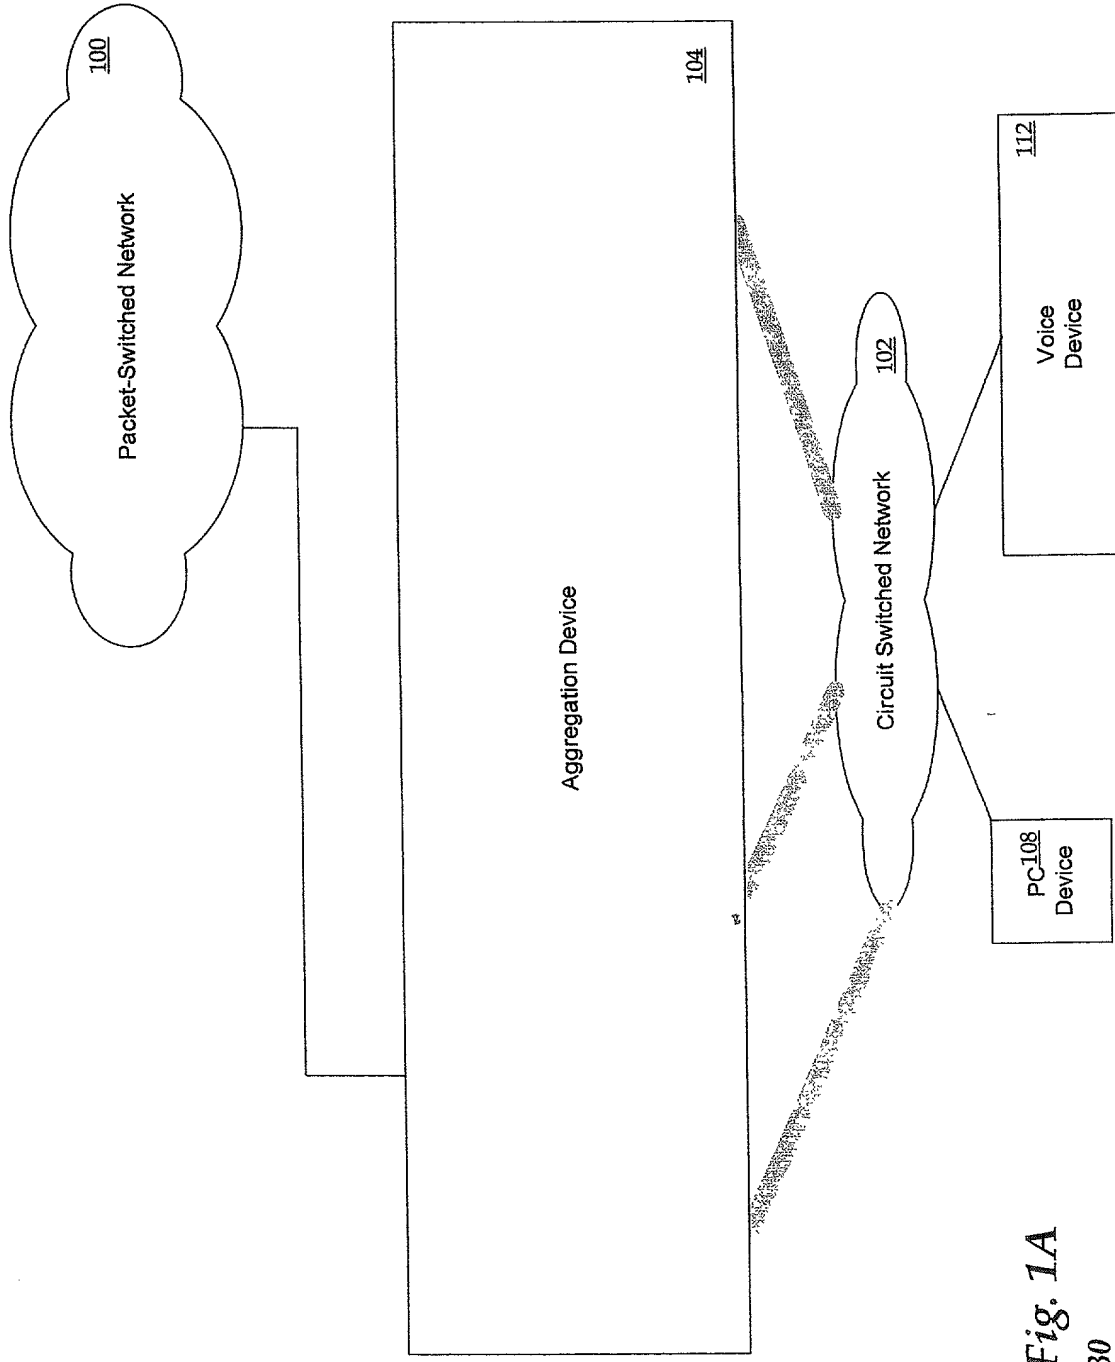 100
Packet-Switched Network
104
Aggregation Device
102
Circuit Switched Network
112
Voice
Device
PC108
Device
Fig. 1A